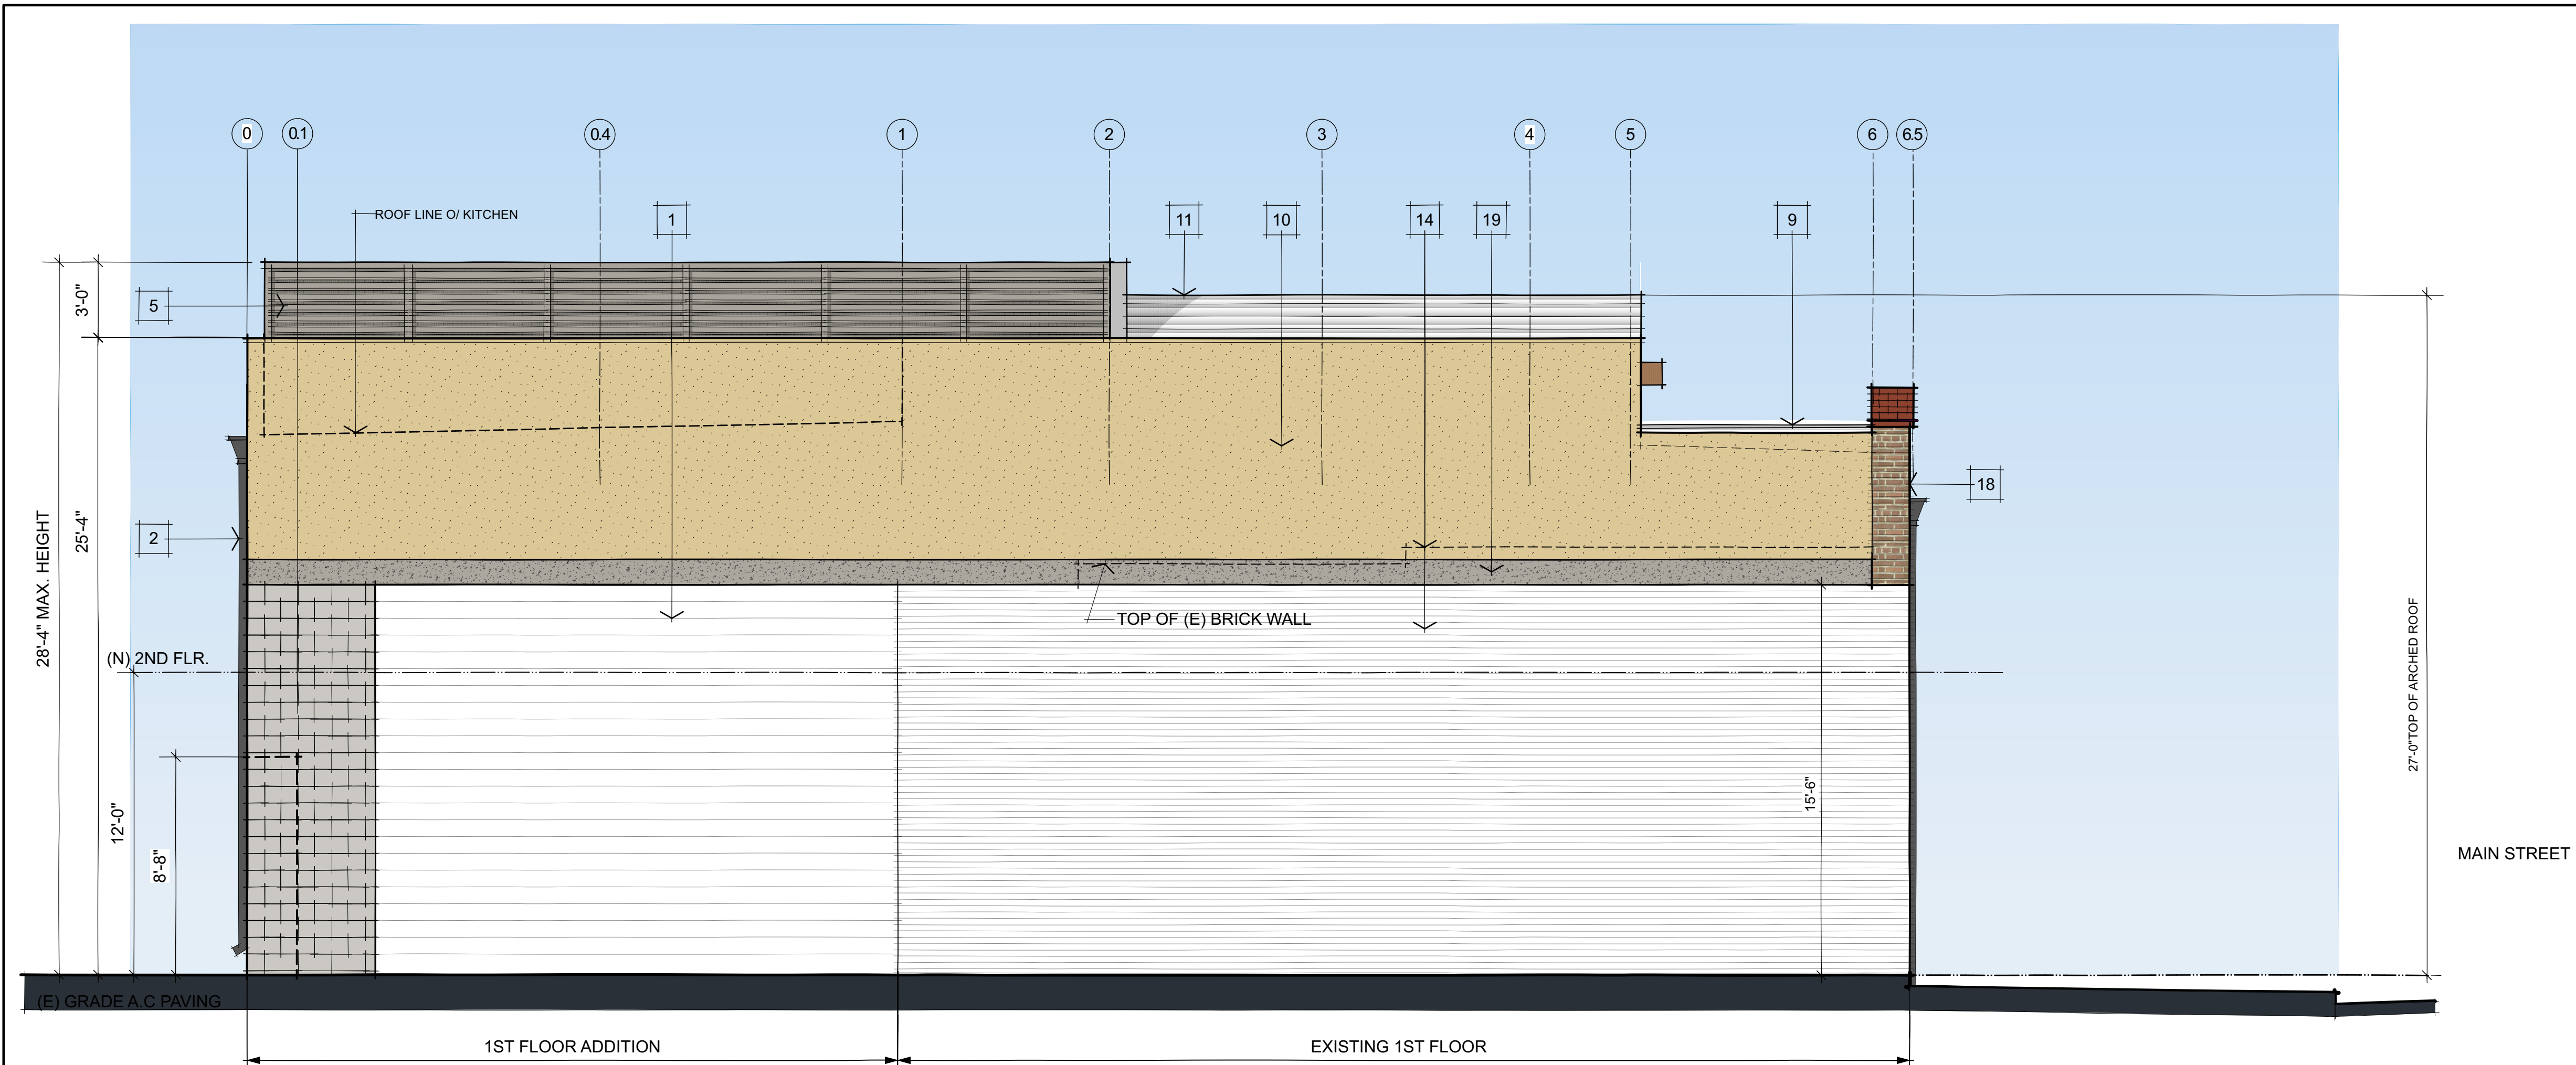 0
0.1
0.4
1
2
3
4
5
6
6.5
ROOF LINE O/ KITCHEN
1
11
10
14
19
9
5
3'-0"
28'-4" MAX. HEIGHT
25'-4"
2
18
TOP OF (E) BRICK WALL
(N) 2ND FLR.
12'-0"
8'-8"
15'-6"
27'-0"TOP OF ARCHED ROOF
MAIN STREET
(E) GRADE A.C PAVING
1ST FLOOR ADDITION
EXISTING 1ST FLOOR